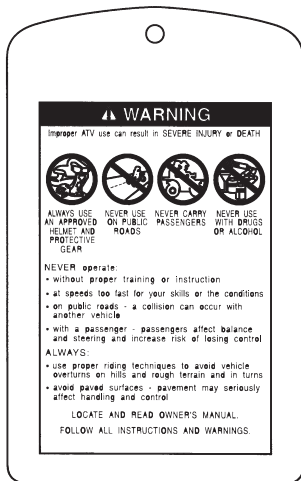 WARNING
Improper ATV use can result in SEVERE INJURY or DEATH
ALWAYS USE
AN APPROVED
HELMET AND
PROTECTIVE
GEAR
NEVER USE
ON PUBLIC
ROADS
NEVER CARRY
PASSENGERS
NEVER USE
WITH DRUGS
OR ALCOHOL
NEVER operate:
• without proper training or instruction
• at speeds too fast for your skills or the conditions
• on public roads - a collision can occur with
another vehicle
• with a passenger - passengers affect balance
and steering and increase risk of losing control
ALWAYS:
• use proper riding techniques to avoid vehicle
overturns on hills and rough terrain and in turns
• avoid paved surfaces - pavement may seriously
affect handling and control
LOCATE AND READ OWNER'S MANUAL.
FOLLOW ALL INSTRUCTIONS AND WARNINGS.